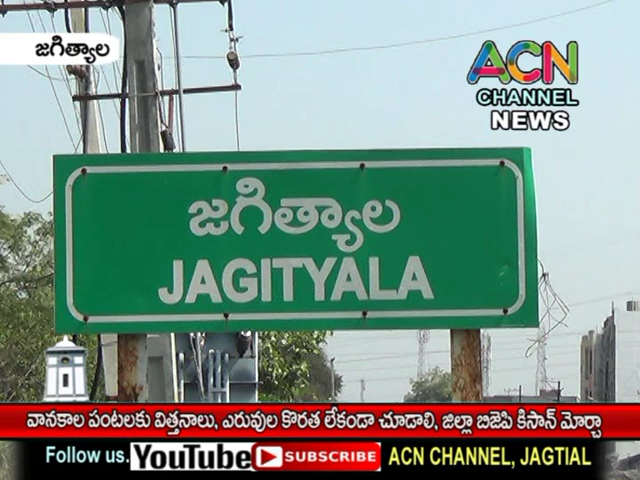 జగిత్యాల
ACN
CHANNEL
NEWS
జగిత్యాల
JAGITYALA
వానకాల పంటలకు విత్తనాలు, ఎరువుల కొరత లేకండా చూడాలి, జిల్లా బిజెపి కిసాన్ మోర్చా
Follow us. YouTube SUBSCRIBE ACN CHANNEL, JAGTIAL